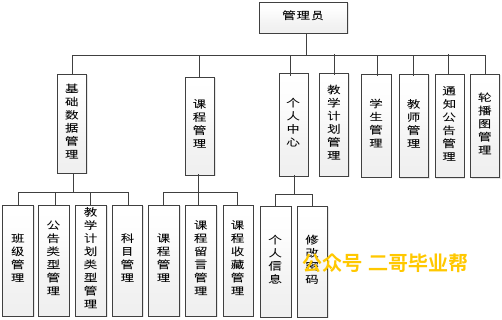 管理员
基础数据管理
课程管理
个人中心
教学计划管理
学生管理
教师管理
通知公告管理
轮播图管理
班级管理
公告类型管理
教学计划类型管理
科目管理
课程管理
课程留言管理
课程收藏管理
个人信息
修改密码
公众号 二哥毕业帮